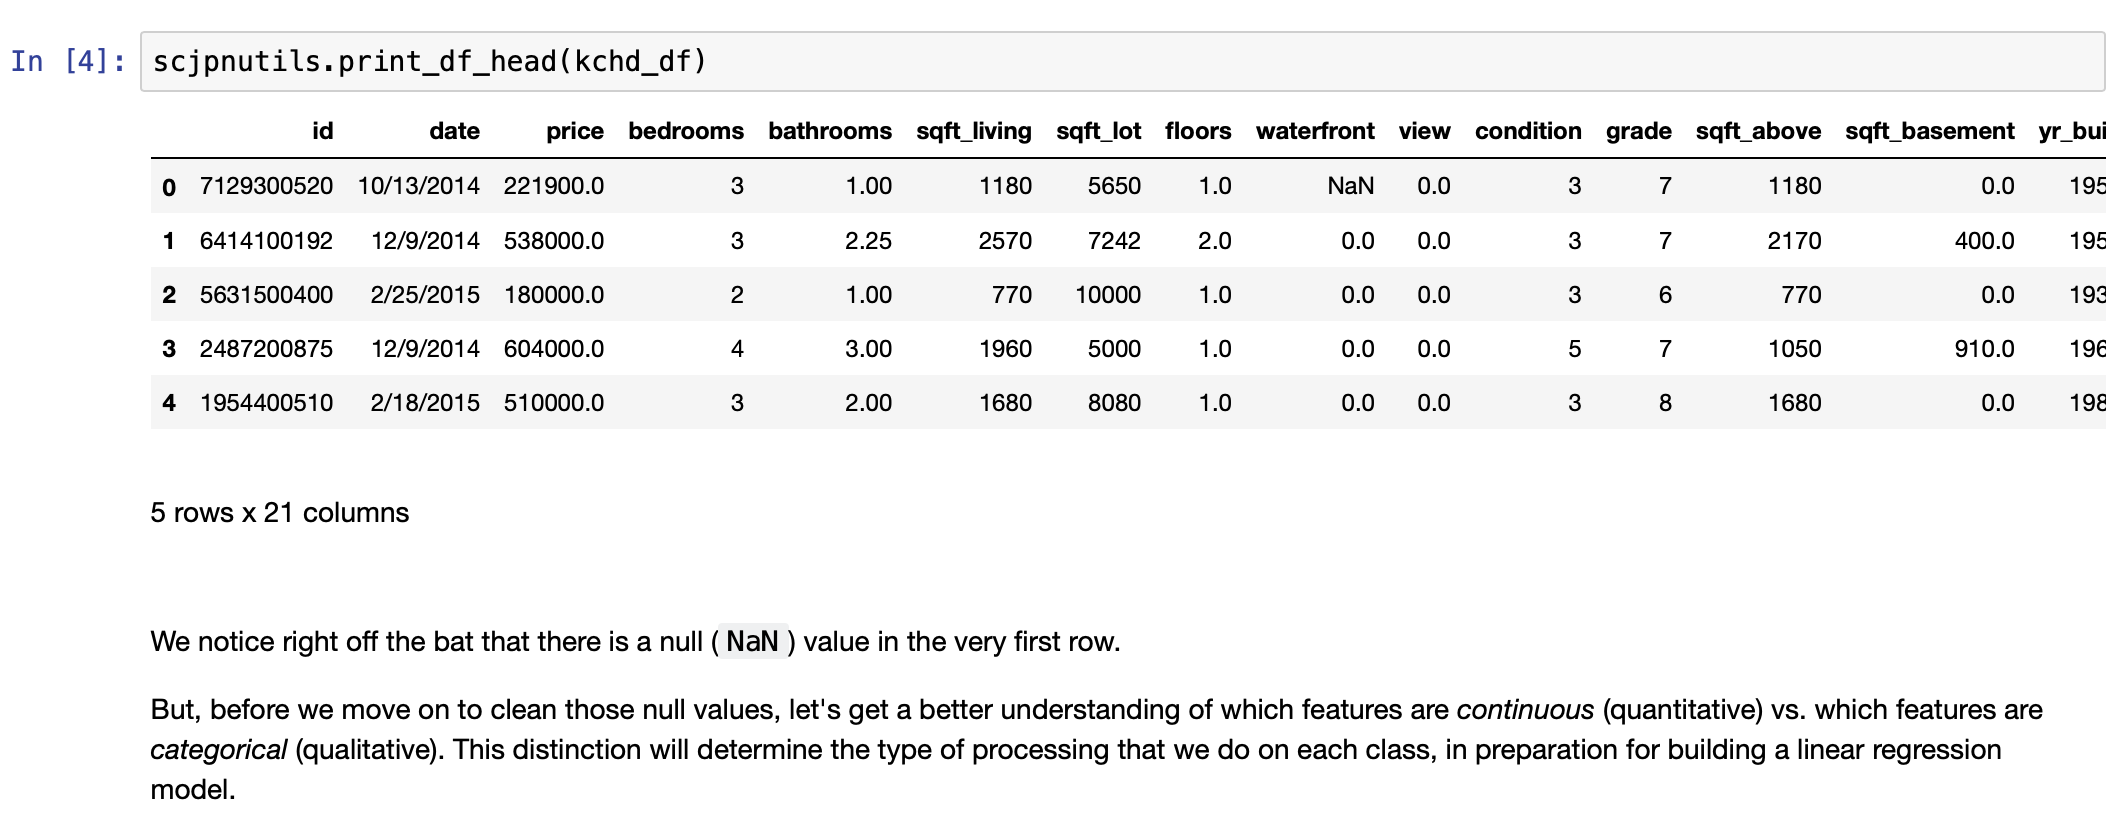 In [4]: scjpnutils.print_df_head(kchd_df)
id date price bedrooms bathrooms sqft_living sqft_lot floors waterfront view condition grade sqft_above sqft_basement yr_bui
0 7129300520 10/13/2014 221900.0 3 1.00 1180 5650 1.0 NaN 0.0 3 7 1180 0.0 195
1 6414100192 12/9/2014 538000.0 3 2.25 2570 7242 2.0 0.0 0.0 3 7 2170 400.0 195
2 5631500400 2/25/2015 180000.0 2 1.00 770 10000 1.0 0.0 0.0 3 6 770 0.0 193
3 2487200875 12/9/2014 604000.0 4 3.00 1960 5000 1.0 0.0 0.0 5 7 1050 910.0 196
4 1954400510 2/18/2015 510000.0 3 2.00 1680 8080 1.0 0.0 0.0 3 8 1680 0.0 198
5 rows x 21 columns
We notice right off the bat that there is a null ( NaN ) value in the very first row.
But, before we move on to clean those null values, let's get a better understanding of which features are continuous (quantitative) vs. which features are
categorical (qualitative). This distinction will determine the type of processing that we do on each class, in preparation for building a linear regression
model.